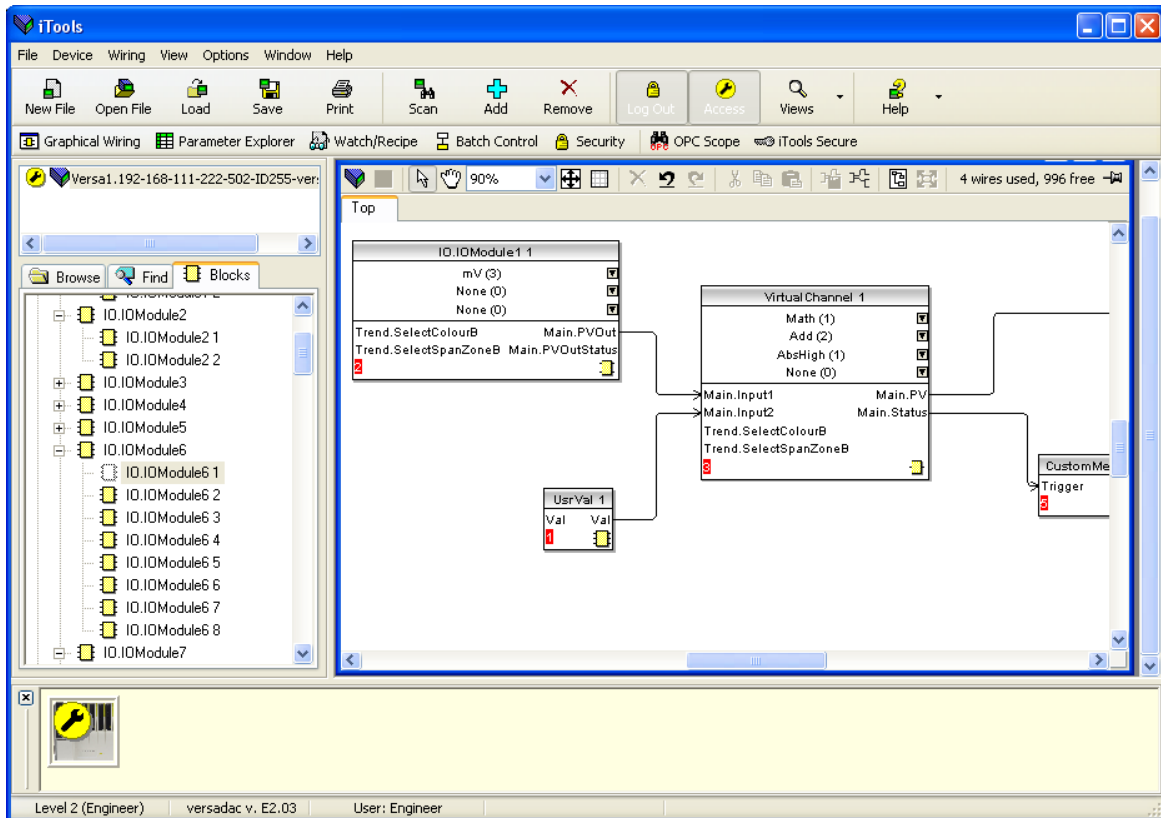 iTools
File Device Wiring View Options Window Help
New File Open File Load Save Print Scan Add Remove Log Out Access Views Help
Graphical Wiring Parameter Explorer Watch/Recipe Batch Control Security OPC Scope iTools Secure
Versa1.192-168-111-222-502-ID255-ver:
90%
4 wires used, 996 free
Top
Browse Find Blocks
IO.IOModule2
IO.IOModule2 1
IO.IOModule2 2
IO.IOModule3
IO.IOModule4
IO.IOModule5
IO.IOModule6
IO.IOModule6 1
IO.IOModule6 2
IO.IOModule6 3
IO.IOModule6 4
IO.IOModule6 5
IO.IOModule6 6
IO.IOModule6 7
IO.IOModule6 8
IO.IOModule7
IO.IOModule1 1
mV (3)
None (0)
None (0)
Trend.SelectColourB Main.PVOut
Trend.SelectSpanZoneB Main.PVOutStatus
2
UsrVal 1
Val Val
1
VirtualChannel 1
Math (1)
Add (2)
AbsHigh (1)
None (0)
Main.Input1 Main.PV
Main.Input2 Main.Status
Trend.SelectColourB
Trend.SelectSpanZoneB
3
CustomMe
Trigger
5
Level 2 (Engineer) versadac v. E2.03 User: Engineer